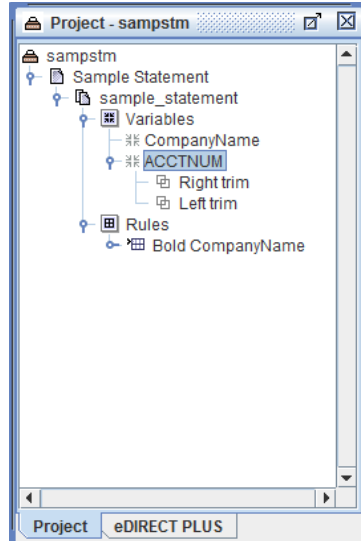 Project - sampstm
sampstm
Sample Statement
sample_statement
Variables
CompanyName
ACCTNUM
Right trim
Left trim
Rules
Bold CompanyName
Project eDIRECT PLUS